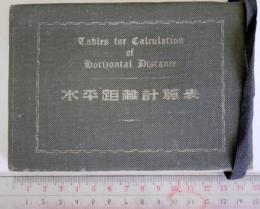 Tables for Calculation
of
Horizontal Distance
水平距離計算表